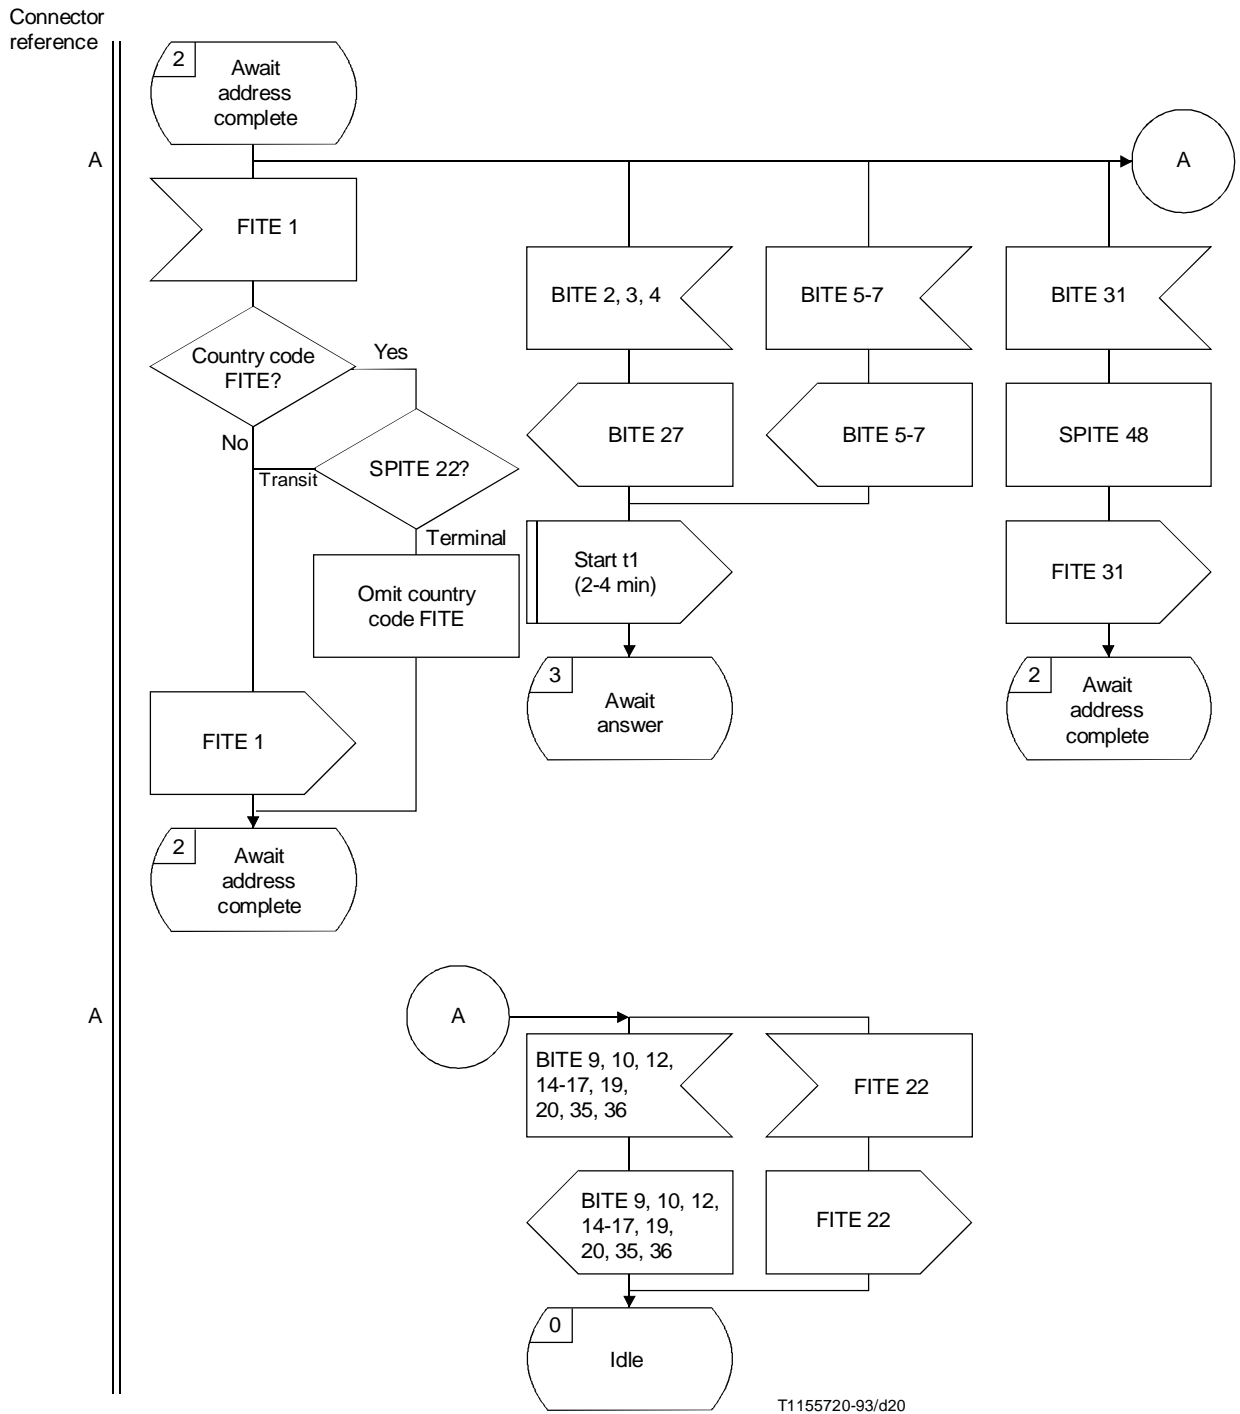 Connector
reference
2
Await
address
complete
A
A
FITE 1
BITE 2, 3, 4
BITE 5-7
BITE 31
Country code
FITE?
Yes
No
BITE 27
BITE 5-7
SPITE 48
SPITE 22?
Transit
Terminal
Start t1
(2-4 min)
FITE 31
Omit country
code FITE
3
Await
answer
2
Await
address
complete
FITE 1
2
Await
address
complete
A
A
BITE 9, 10, 12,
14-17, 19,
20, 35, 36
FITE 22
BITE 9, 10, 12,
14-17, 19,
20, 35, 36
FITE 22
0
Idle
T1155720-93/d20